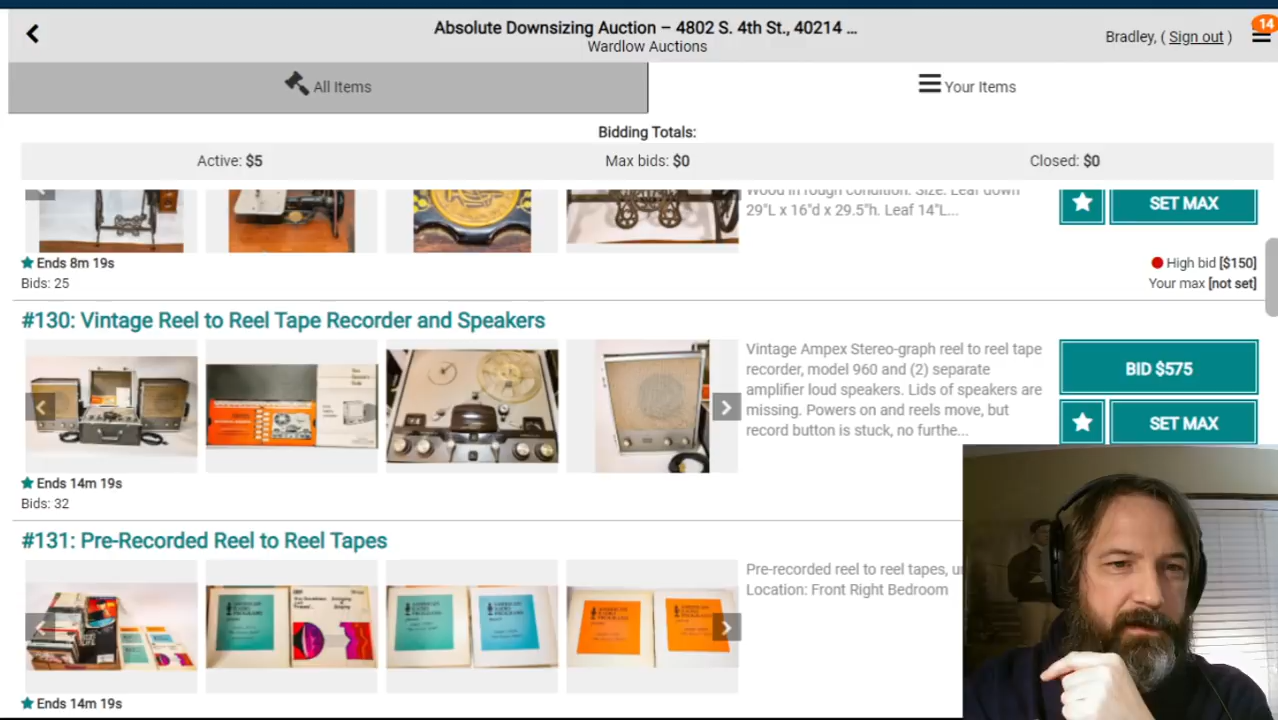 Absolute Downsizing Auction – 4802 S. 4th St., 40214 ...
Wardlow Auctions
Bradley, ( Sign out )
14
All Items
Your Items
Bidding Totals:
Active: $5
Max bids: $0
Closed: $0
Wood in rough condition. Size: Leaf down
29"L x 16"d x 29.5"h. Leaf 14"L...
SET MAX
Ends 8m 19s
Bids: 25
High bid [$150]
Your max [not set]
#130: Vintage Reel to Reel Tape Recorder and Speakers
Vintage Ampex Stereo-graph reel to reel tape
recorder, model 960 and (2) separate
amplifier loud speakers. Lids of speakers are
missing. Powers on and reels move, but
record button is stuck, no furthe...
BID $575
SET MAX
Ends 14m 19s
Bids: 32
#131: Pre-Recorded Reel to Reel Tapes
Pre-recorded reel to reel tapes,
Location: Front Right Bedroom
Ends 14m 19s